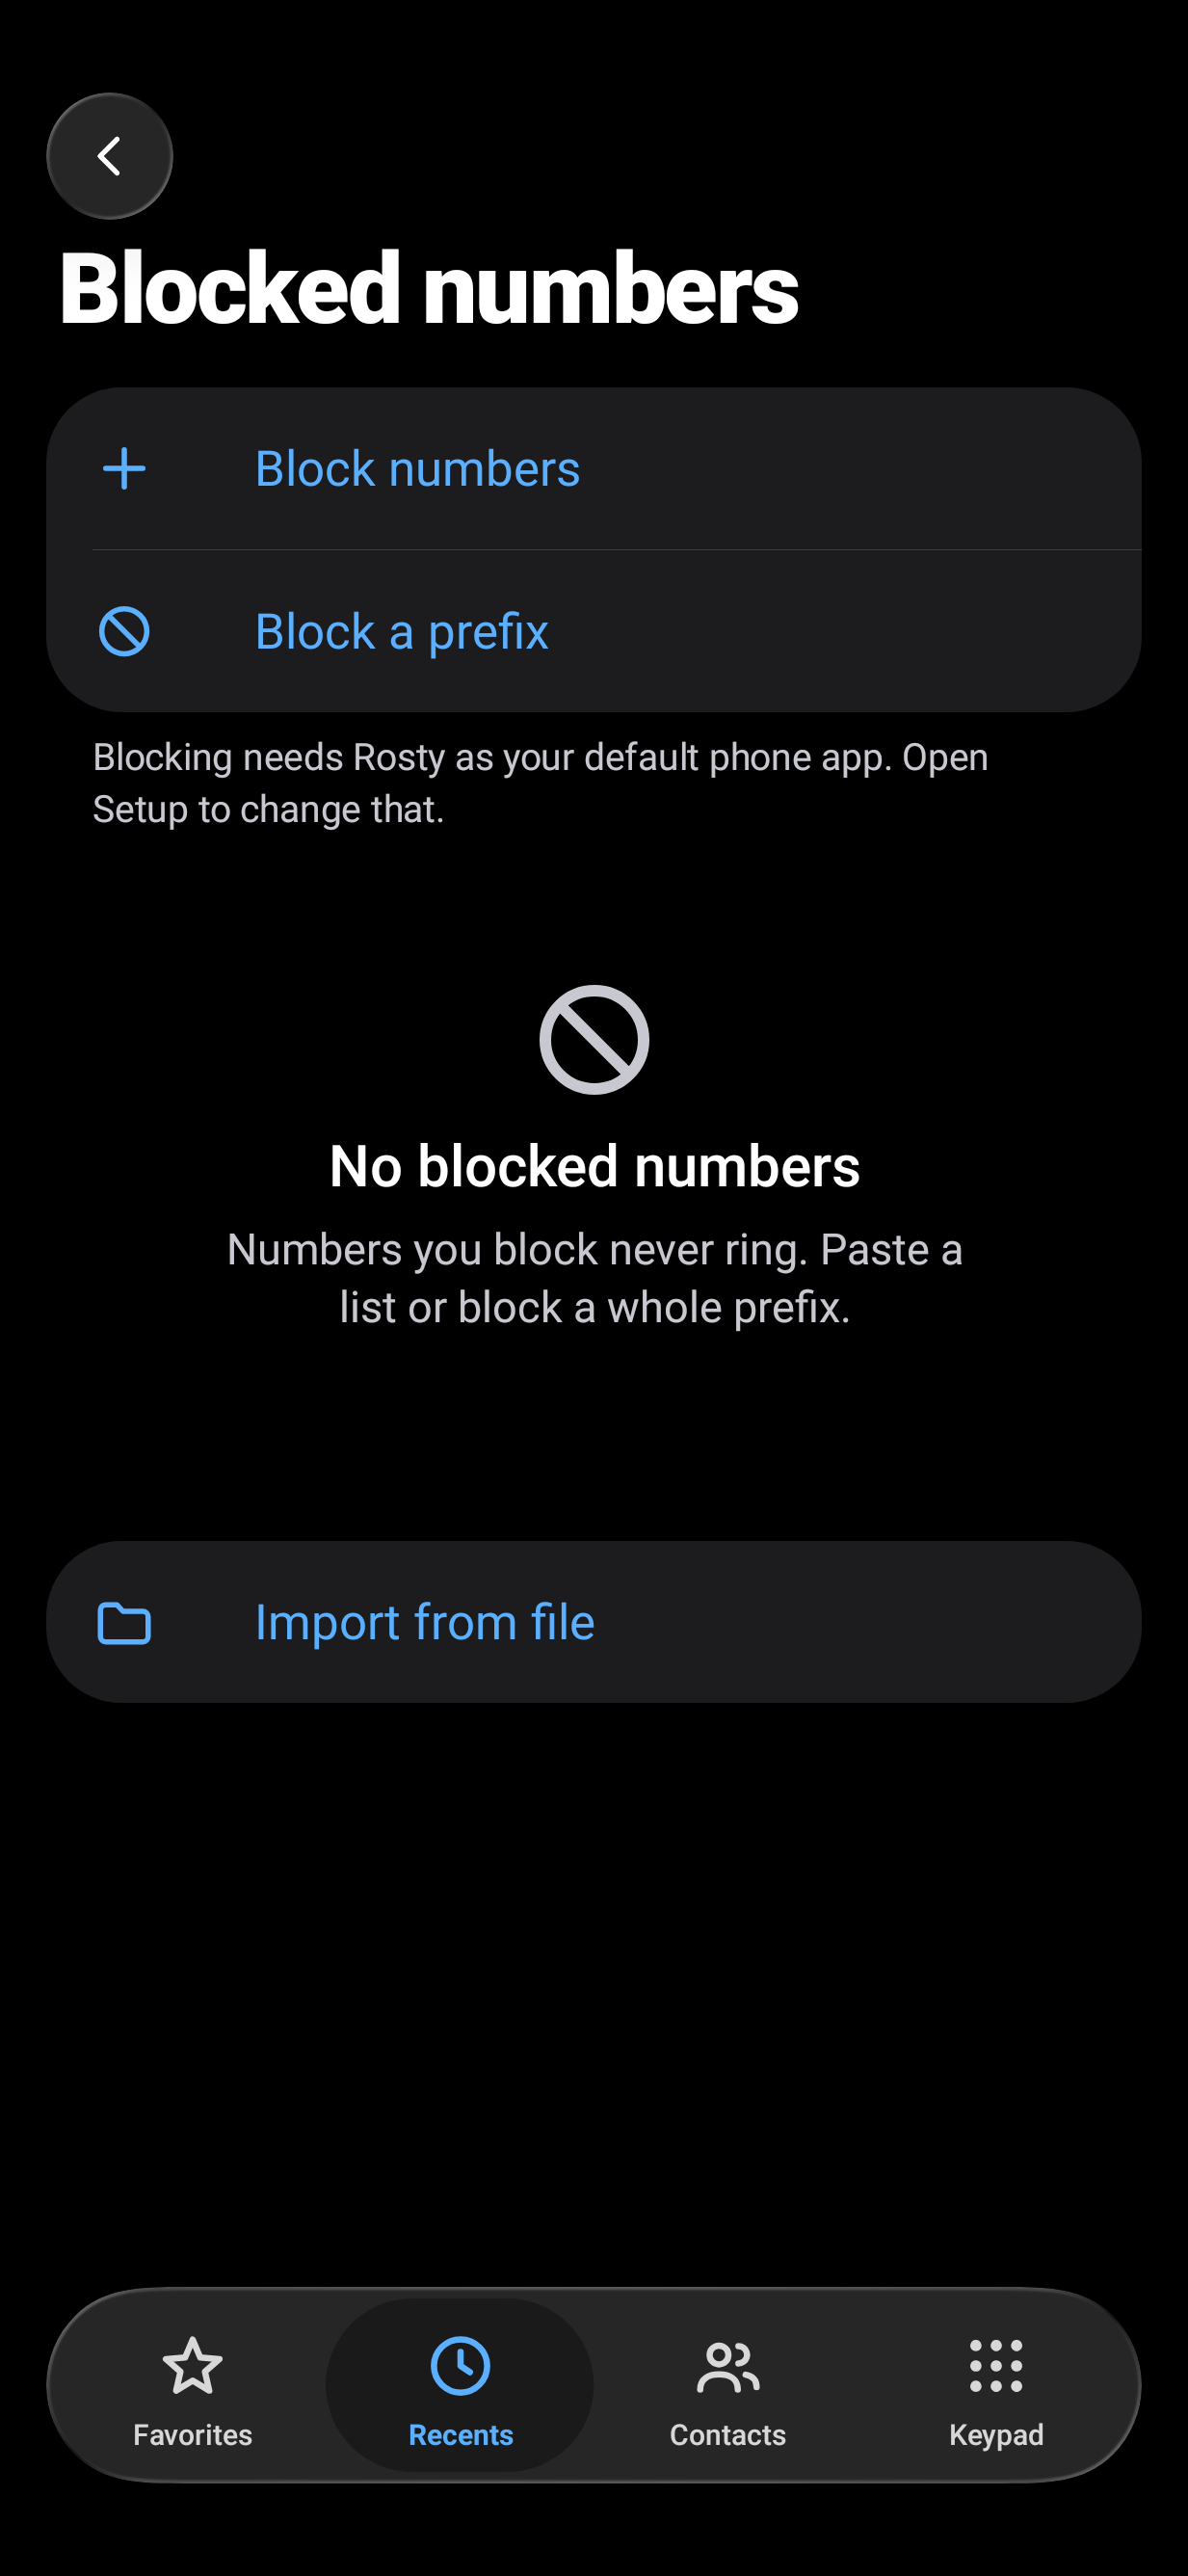 Blocked numbers
Block numbers
Block a prefix
Blocking needs Rosty as your default phone app. Open
Setup to change that.
No blocked numbers
Numbers you block never ring. Paste a
list or block a whole prefix.
Import from file
Favorites
Recents
Contacts
Keypad